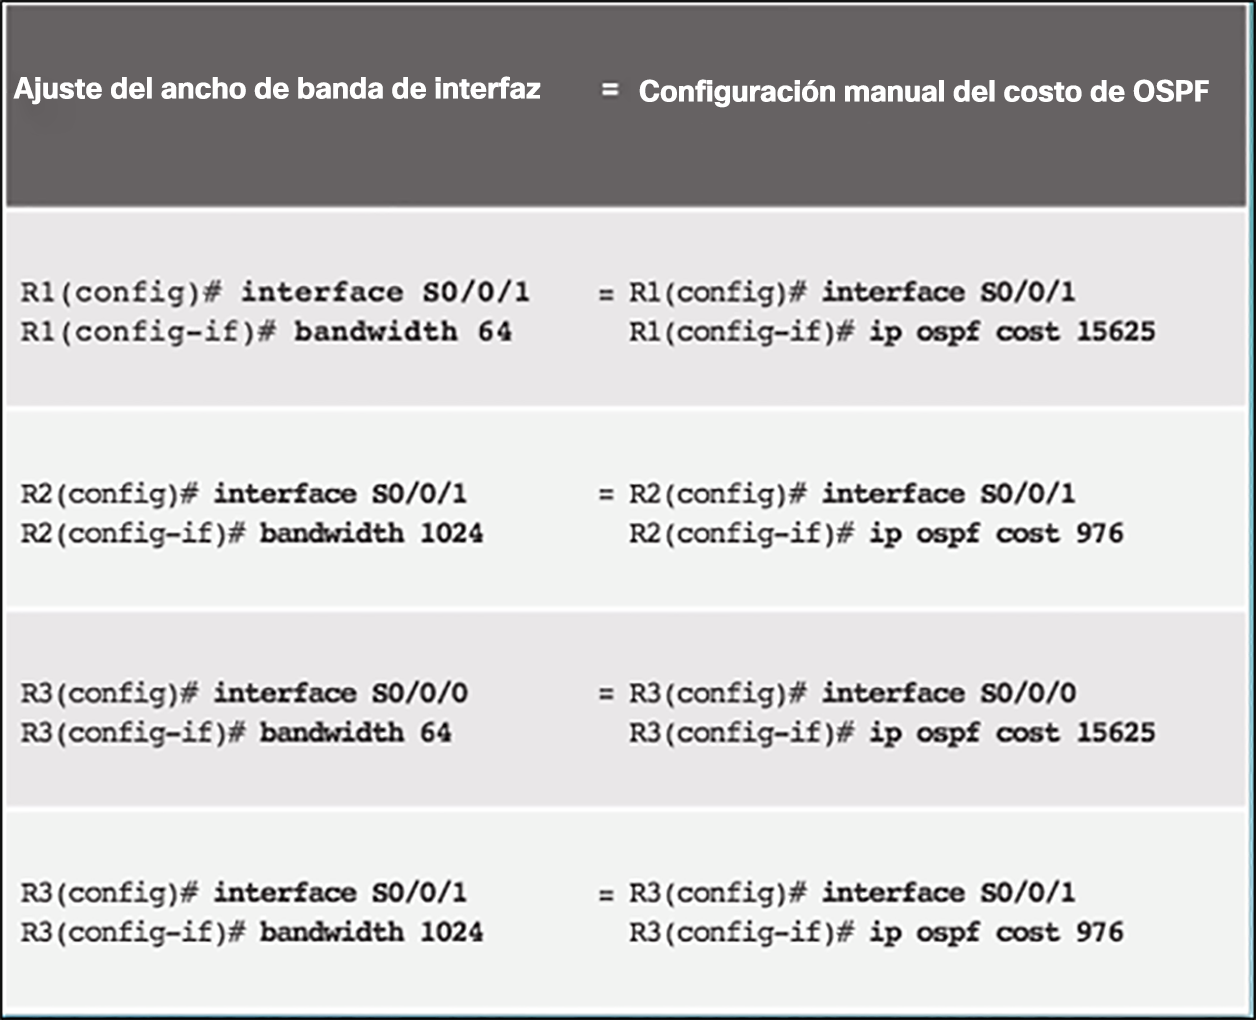 Ajuste del ancho de banda de interfaz = Configuración manual del costo de OSPF
R1(config)# interface S0/0/1 = R1(config)# interface S0/0/1
R1(config-if)# bandwidth 64 R1(config-if)# ip ospf cost 15625
R2(config)# interface S0/0/1 = R2(config)# interface S0/0/1
R2(config-if)# bandwidth 1024 R2(config-if)# ip ospf cost 976
R3(config)# interface S0/0/0 = R3(config)# interface S0/0/0
R3(config-if)# bandwidth 64 R3(config-if)# ip ospf cost 15625
R3(config)# interface S0/0/1 = R3(config)# interface S0/0/1
R3(config-if)# bandwidth 1024 R3(config-if)# ip ospf cost 976